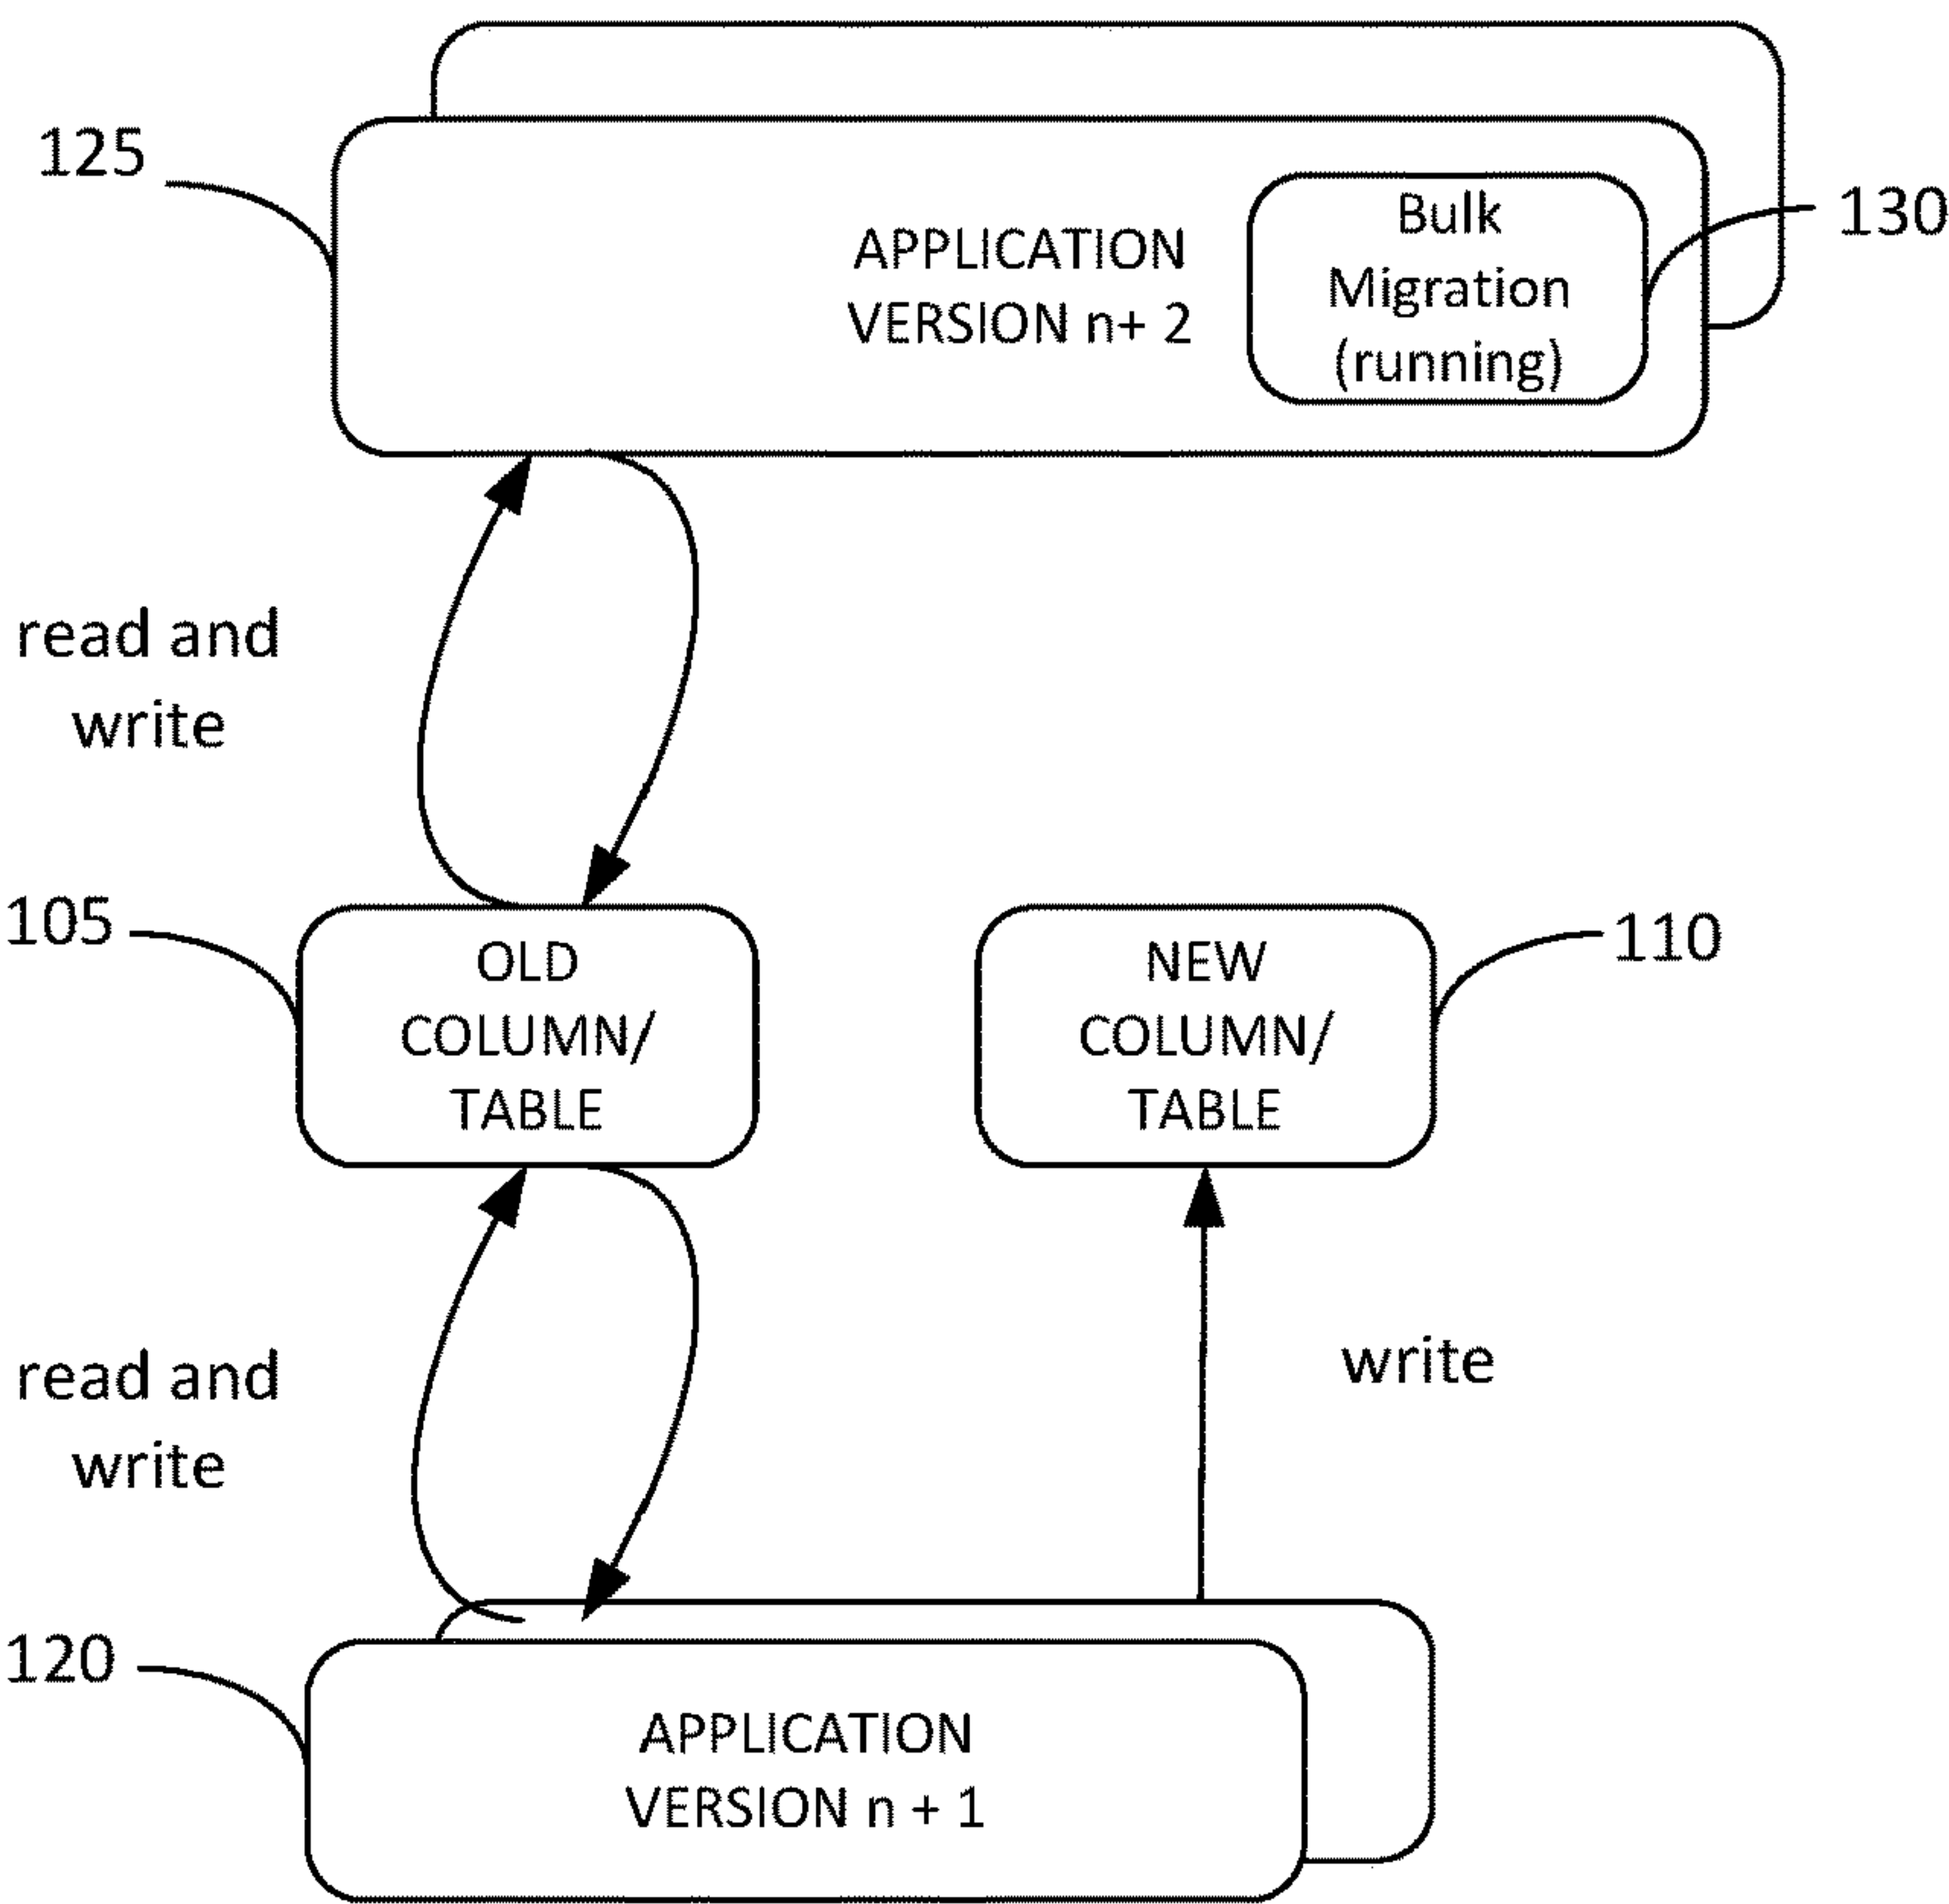 125
APPLICATION
VERSION n+ 2
Bulk
Migration
(running)
130
read and
write
105
OLD
COLUMN/
TABLE
NEW
COLUMN/
TABLE
110
read and
write
write
120
APPLICATION
VERSION n + 1